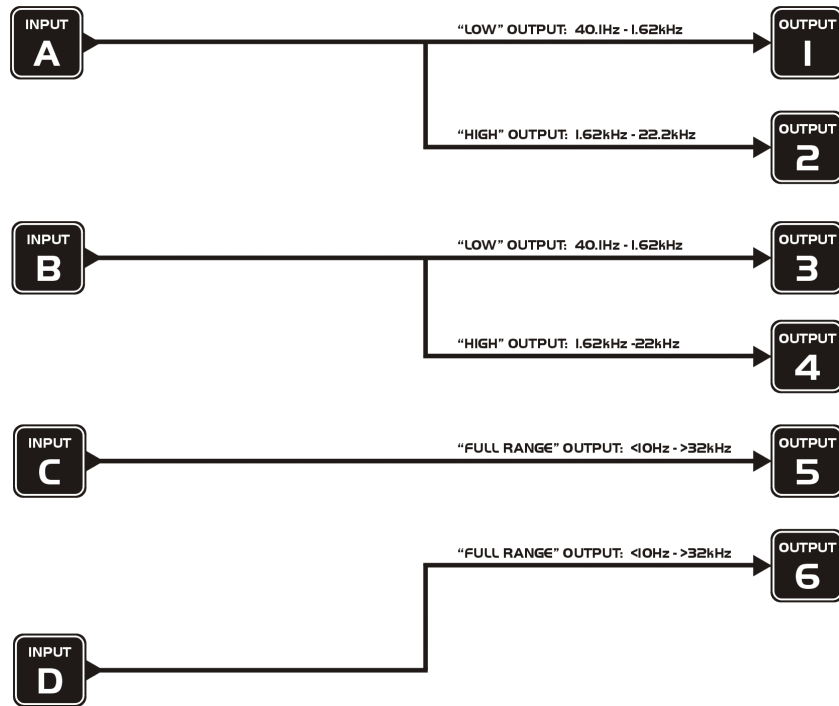 INPUT
A
"LOW" OUTPUT: 40.1Hz - 1.62kHz
OUTPUT
1
"HIGH" OUTPUT: 1.62kHz - 22.2kHz
OUTPUT
2
INPUT
B
"LOW" OUTPUT: 40.1Hz - 1.62kHz
OUTPUT
3
"HIGH" OUTPUT: 1.62kHz -22kHz
OUTPUT
4
INPUT
C
"FULL RANGE" OUTPUT: <10Hz - >32kHz
OUTPUT
5
"FULL RANGE" OUTPUT: <10Hz - >32kHz
OUTPUT
6
INPUT
D